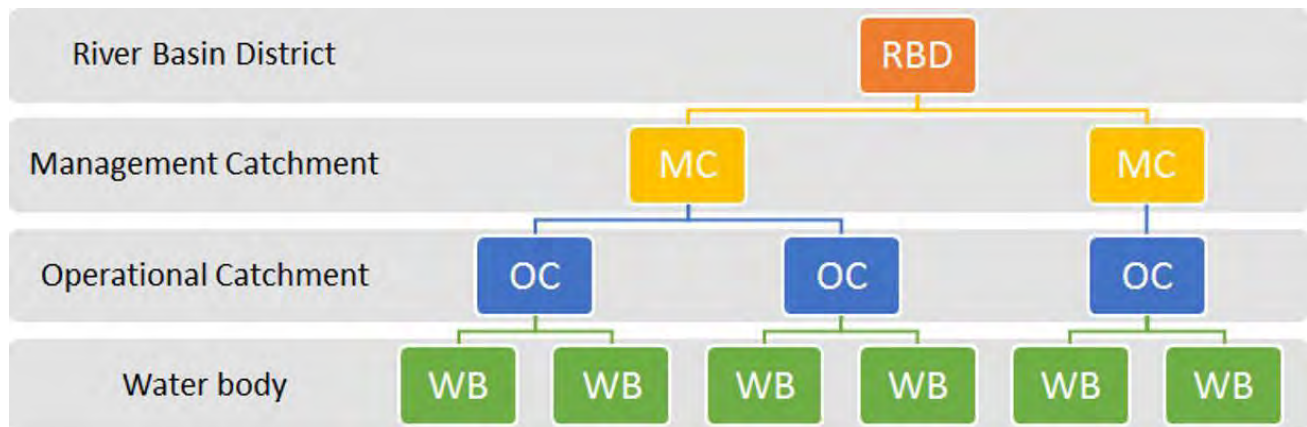 River Basin District RBD
Management Catchment MC MC
Operational Catchment OC OC OC
Water body WB WB WB WB WB WB